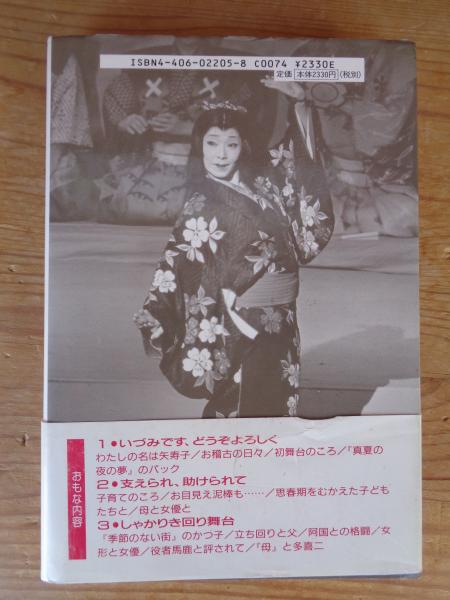 ISBN4-406-02205-8 C0074 ¥2330E
定価 本体2330円 (税別)
おもな内容
1●いづみです、どうぞよろしく
わたしの名は矢寿子/お稽古の日々/初舞台のころ/『真夏の
夜の夢』のパック
2●支えられ、助けられて
子育てのころ/お目見え泥棒も……/思春期をむかえた子ども
たちと/母と女優と
3●しゃかりき回り舞台
『季節のない街』のかつ子/立ち回りと父/阿国との格闘/女
形と女優/役者馬鹿と評されて/『母』と多喜二